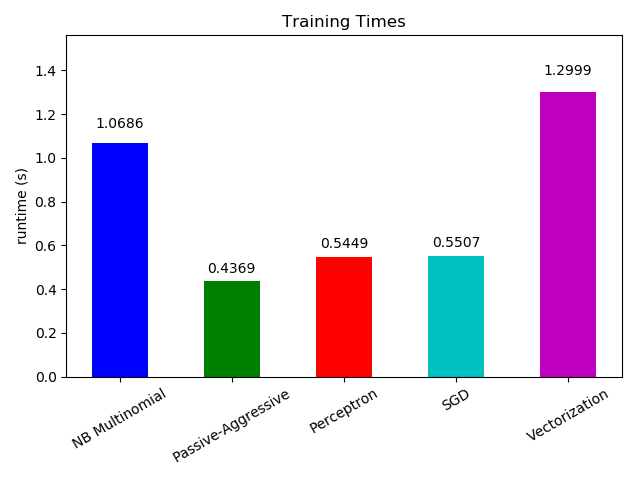 Training Times
runtime (s)
1.4
1.2
1.0
0.8
0.6
0.4
0.2
0.0
1.0686
0.4369
0.5449
0.5507
1.2999
NB Multinomial
Passive-Aggressive
Perceptron
SGD
Vectorization